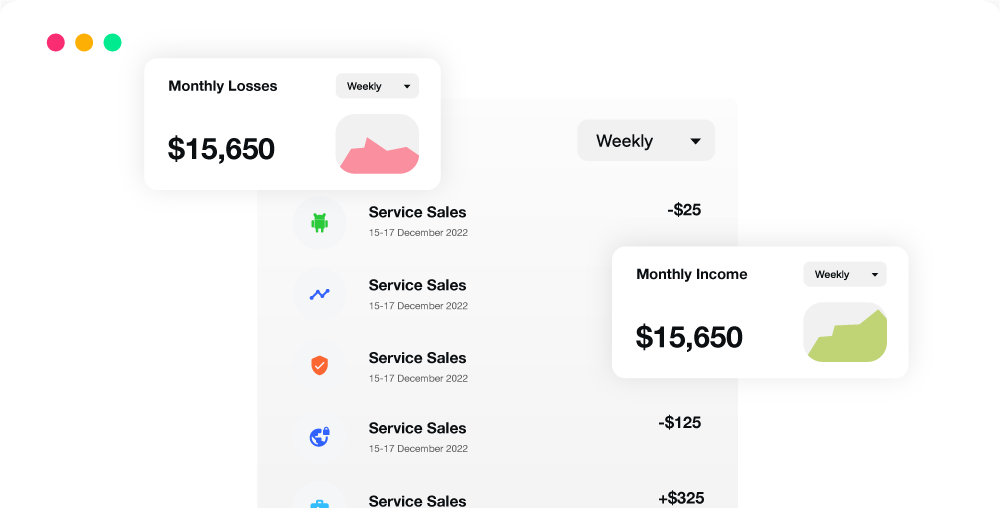 Monthly Losses
Weekly
$15,650
Weekly
Service Sales
-$25
15-17 December 2022
Service Sales
15-17 December 2022
Monthly Income
Weekly
$15,650
Service Sales
15-17 December 2022
Service Sales
-$125
15-17 December 2022
Service Sales
+$325